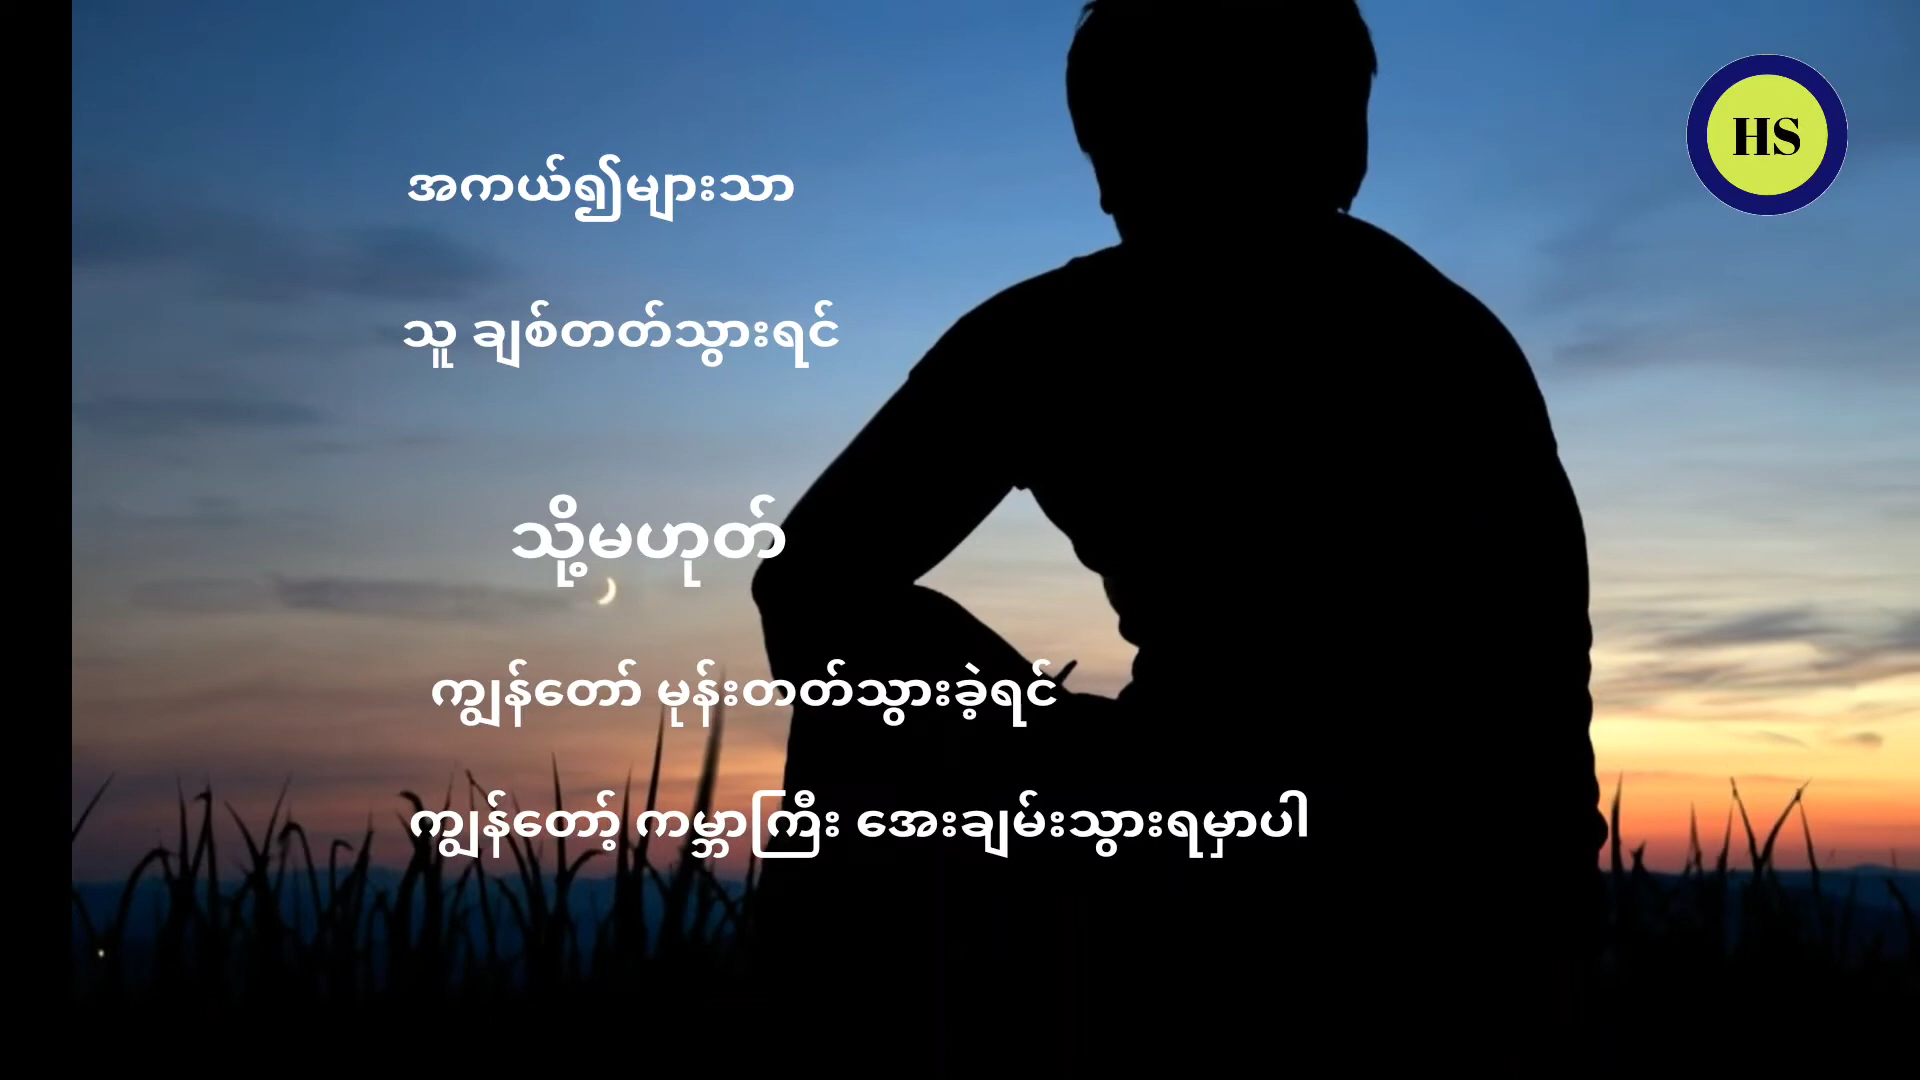 HS
အကယ်၍များသာ
သူ ချစ်တတ်သွားရင်
သို့မဟုတ်
ကျွန်တော် မုန်းတတ်သွားခဲ့ရင်
ကျွန်တော့် ကမ္ဘာကြီး အေးချမ်းသွားရမှာပါ